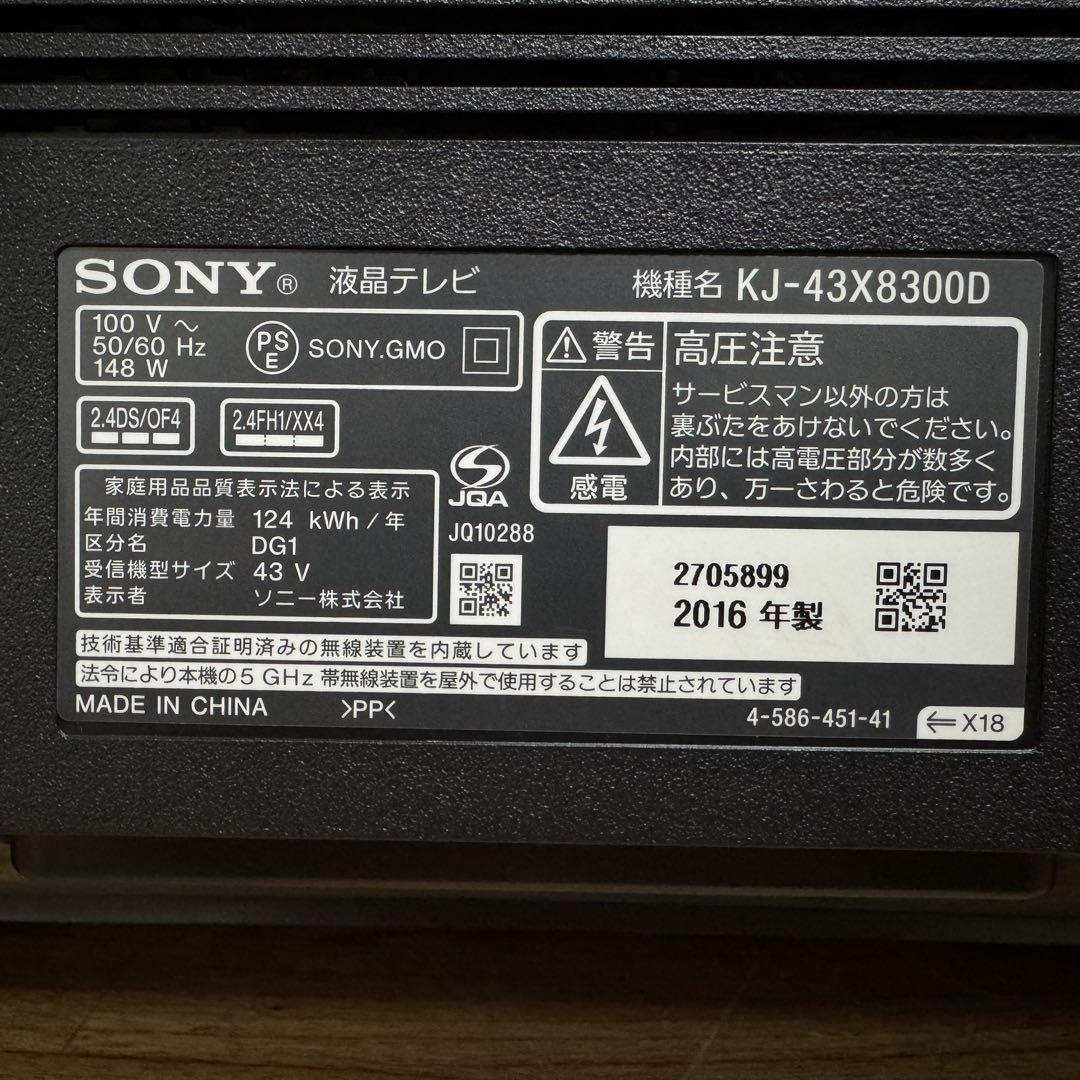 SONY® 液晶テレビ
機種名 KJ-43X8300D
100 V ～
50/60 Hz
148 W
PS
E
SONY.GMO
2.4DS/OF4
2.4FH1/XX4
家庭用品品質表示法による表示
年間消費電力量 124 kWh / 年
区分名 DG1
受信機型サイズ 43 V
表示者 ソニー株式会社
JQA
JQ10288
警告
感電
高圧注意
サービスマン以外の方は
裏ぶたをあけないでください。
内部には高電圧部分が数多く
あり、万一さわると危険です。
2705899
2016 年製
技術基準適合証明済みの無線装置を内蔵しています
法令により本機の5 GHz 帯無線装置を屋外で使用することは禁止されています
MADE IN CHINA >PP<
4-586-451-41
⇐ X18